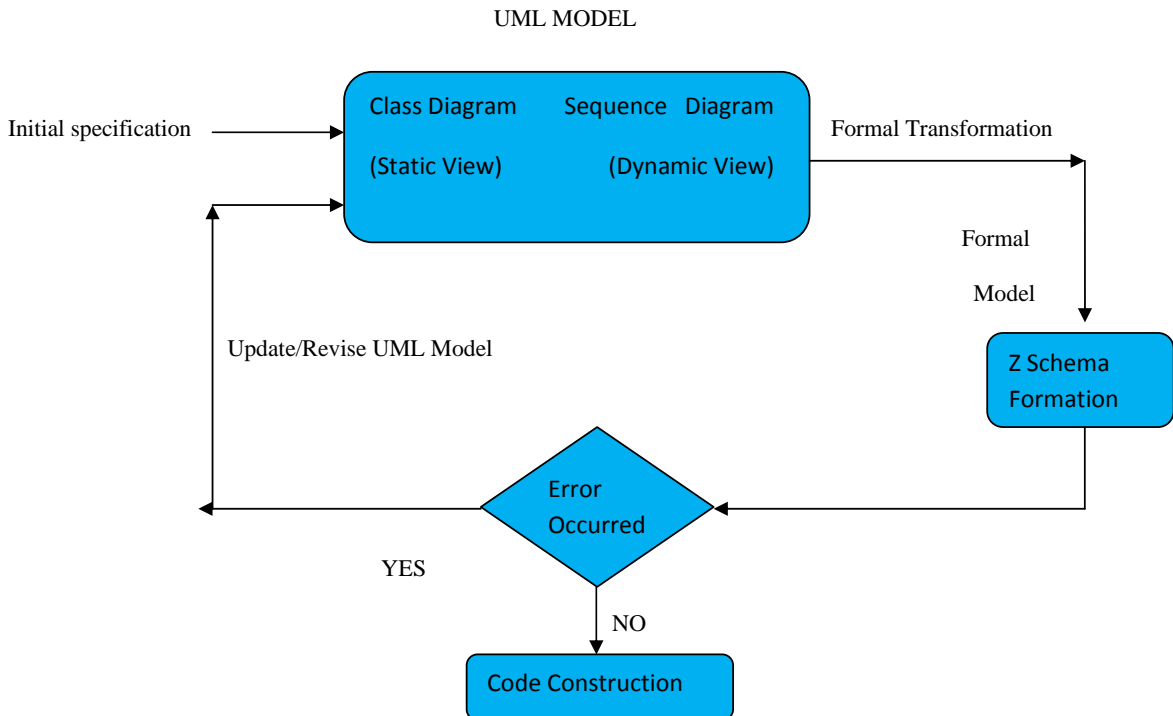 UML MODEL
Class Diagram Sequence Diagram
Initial specification
Formal Transformation
(Static View) (Dynamic View)
Formal
Model
Update/Revise UML Model
Z Schema
Formation
Error
Occurred
YES
NO
Code Construction